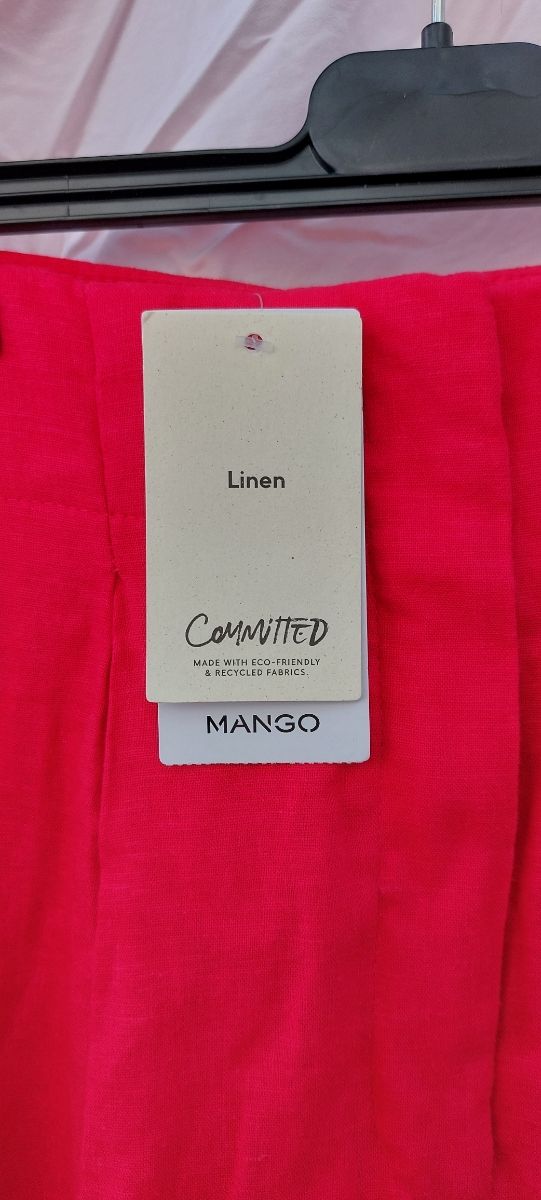 Linen
COMMITTED
MADE WITH ECO-FRIENDLY
& RECYCLED FABRICS.
MANGO